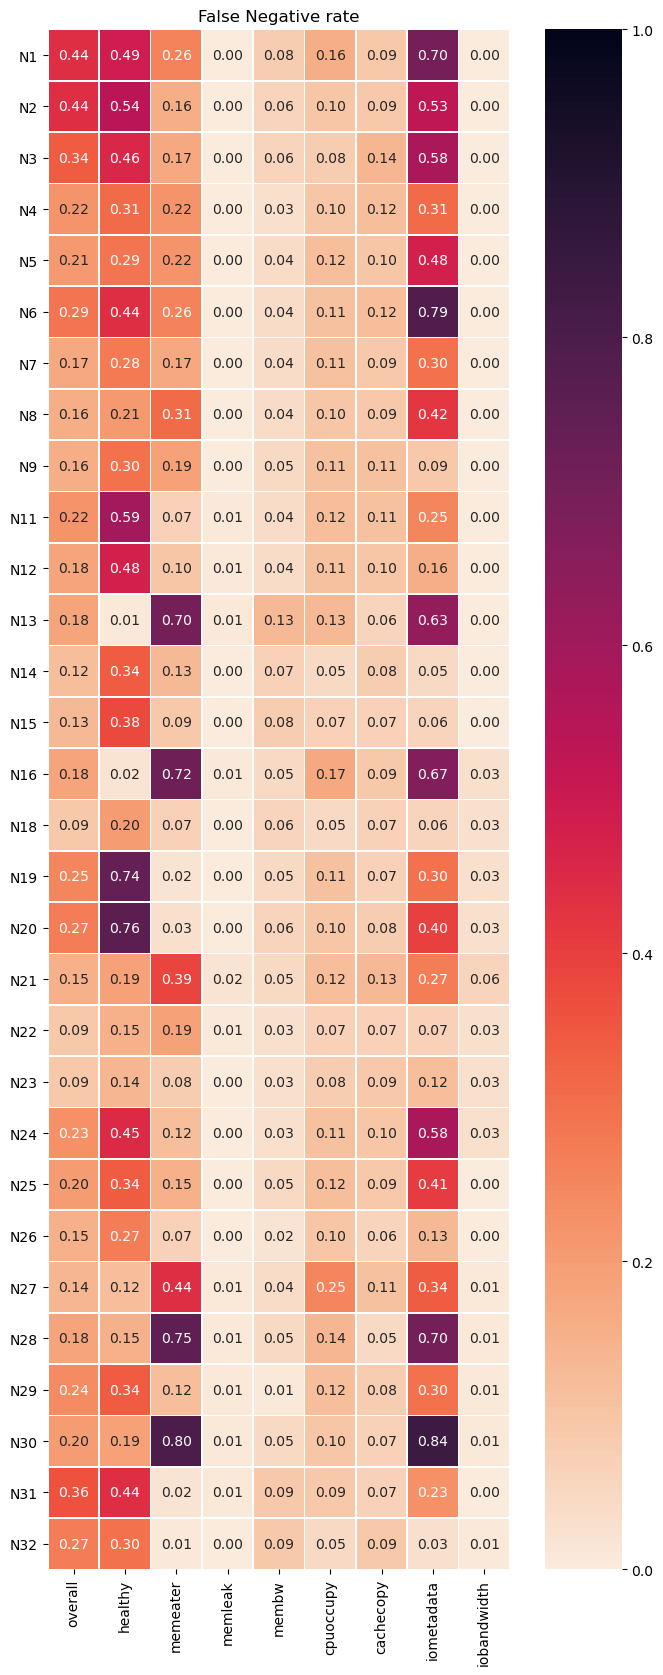 False Negative rate
N1 0.44 0.49 0.26 0.00 0.08 0.16 0.09 0.70 0.00
N2 0.44 0.54 0.16 0.00 0.06 0.10 0.09 0.53 0.00
N3 0.34 0.46 0.17 0.00 0.06 0.08 0.14 0.58 0.00
N4 0.22 0.31 0.22 0.00 0.03 0.10 0.12 0.31 0.00
N5 0.21 0.29 0.22 0.00 0.04 0.12 0.10 0.48 0.00
N6 0.29 0.44 0.26 0.00 0.04 0.11 0.12 0.79 0.00
N7 0.17 0.28 0.17 0.00 0.04 0.11 0.09 0.30 0.00
N8 0.16 0.21 0.31 0.00 0.04 0.10 0.09 0.42 0.00
N9 0.16 0.30 0.19 0.00 0.05 0.11 0.11 0.09 0.00
N11 0.22 0.59 0.07 0.01 0.04 0.12 0.11 0.25 0.00
N12 0.18 0.48 0.10 0.01 0.04 0.11 0.10 0.16 0.00
N13 0.18 0.01 0.70 0.01 0.13 0.13 0.06 0.63 0.00
N14 0.12 0.34 0.13 0.00 0.07 0.05 0.08 0.05 0.00
N15 0.13 0.38 0.09 0.00 0.08 0.07 0.07 0.06 0.00
N16 0.18 0.02 0.72 0.01 0.05 0.17 0.09 0.67 0.03
N18 0.09 0.20 0.07 0.00 0.06 0.05 0.07 0.06 0.03
N19 0.25 0.74 0.02 0.00 0.05 0.11 0.07 0.30 0.03
N20 0.27 0.76 0.03 0.00 0.06 0.10 0.08 0.40 0.03
N21 0.15 0.19 0.39 0.02 0.05 0.12 0.13 0.27 0.06
N22 0.09 0.15 0.19 0.01 0.03 0.07 0.07 0.07 0.03
N23 0.09 0.14 0.08 0.00 0.03 0.08 0.09 0.12 0.03
N24 0.23 0.45 0.12 0.00 0.03 0.11 0.10 0.58 0.03
N25 0.20 0.34 0.15 0.00 0.05 0.12 0.09 0.41 0.00
N26 0.15 0.27 0.07 0.00 0.02 0.10 0.06 0.13 0.00
N27 0.14 0.12 0.44 0.01 0.04 0.25 0.11 0.34 0.01
N28 0.18 0.15 0.75 0.01 0.05 0.14 0.05 0.70 0.01
N29 0.24 0.34 0.12 0.01 0.01 0.12 0.08 0.30 0.01
N30 0.20 0.19 0.80 0.01 0.05 0.10 0.07 0.84 0.01
N31 0.36 0.44 0.02 0.01 0.09 0.09 0.07 0.23 0.00
N32 0.27 0.30 0.01 0.00 0.09 0.05 0.09 0.03 0.01
overall healthy memeater memleak membw cpuoccupy cachecopy iometadata iobandwidth
1.0
0.8
0.6
0.4
0.2
0.0